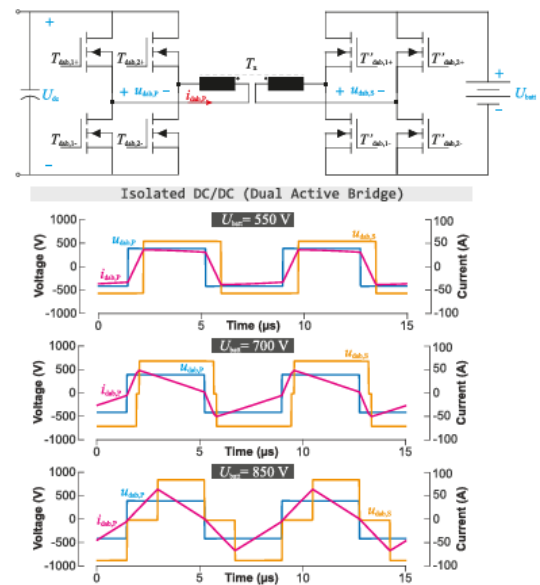 + T_dab,1+ T_dab,2+ T_x T'_dab,1+ T'_dab,2+ +
U_dc + u_dab,P - + u_dab,S - U_batt
i_dab,P
- T_dab,1- T_dab,2- T'_dab,1- T'_dab,2- -
Isolated DC/DC (Dual Active Bridge)
U_batt= 550 V
Voltage (V)
1000
500
0
-500
-1000
u_dab,P
u_dab,S
i_dab,P
100
50
0
-50
-100
Current (A)
0 5 10 15
Time (µs)
U_batt= 700 V
Voltage (V)
1000
500
0
-500
-1000
u_dab,P
u_dab,S
i_dab,P
100
50
0
-50
-100
Current (A)
0 5 10 15
Time (µs)
U_batt= 850 V
Voltage (V)
1000
500
0
-500
-1000
u_dab,P
u_dab,S
i_dab,P
100
50
0
-50
-100
Current (A)
0 5 10 15
Time (µs)